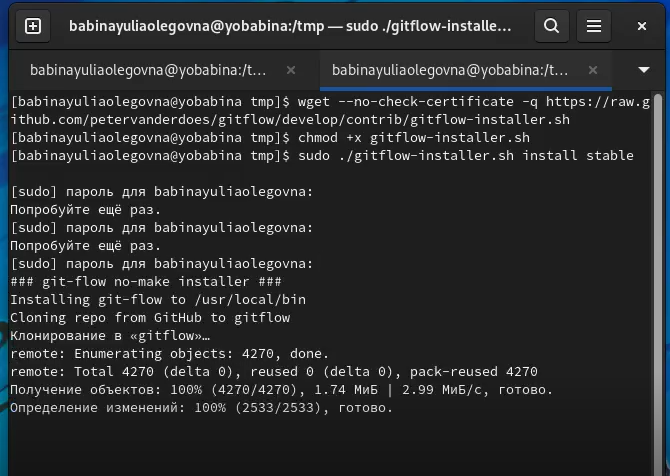 babinayuliaolegovna@yobabina:/tmp — sudo ./gitflow-installe...
babinayuliaolegovna@yobabina:/t...
babinayuliaolegovna@yobabina:/t...
[babinayuliaolegovna@yobabina tmp]$ wget --no-check-certificate -q https://raw.g
ithub.com/petervanderdoes/gitflow/develop/contrib/gitflow-installer.sh
[babinayuliaolegovna@yobabina tmp]$ chmod +x gitflow-installer.sh
[babinayuliaolegovna@yobabina tmp]$ sudo ./gitflow-installer.sh install stable
[sudo] пароль для babinayuliaolegovna:
Попробуйте ещё раз.
[sudo] пароль для babinayuliaolegovna:
Попробуйте ещё раз.
[sudo] пароль для babinayuliaolegovna:
### git-flow no-make installer ###
Installing git-flow to /usr/local/bin
Cloning repo from GitHub to gitflow
Клонирование в «gitflow»…
remote: Enumerating objects: 4270, done.
remote: Total 4270 (delta 0), reused 0 (delta 0), pack-reused 4270
Получение объектов: 100% (4270/4270), 1.74 МиБ | 2.99 МиБ/с, готово.
Определение изменений: 100% (2533/2533), готово.